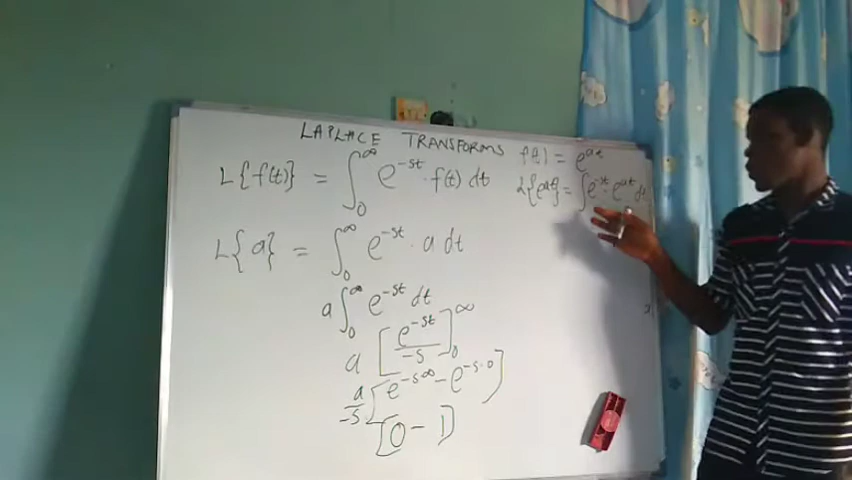 LAPLACE TRANSFORMS
L{f(t)} = ∫₀^∞ e^-st · f(t) dt
L{a} = ∫₀^∞ e^-st · a dt
a ∫₀^∞ e^-st dt
a [e^-st / -s]₀^∞
a/-s [e^-s∞ - e^-s·0]
[0 - 1]
f(t) = e^at
L{e^at} = ∫ e^-st · e^at dt